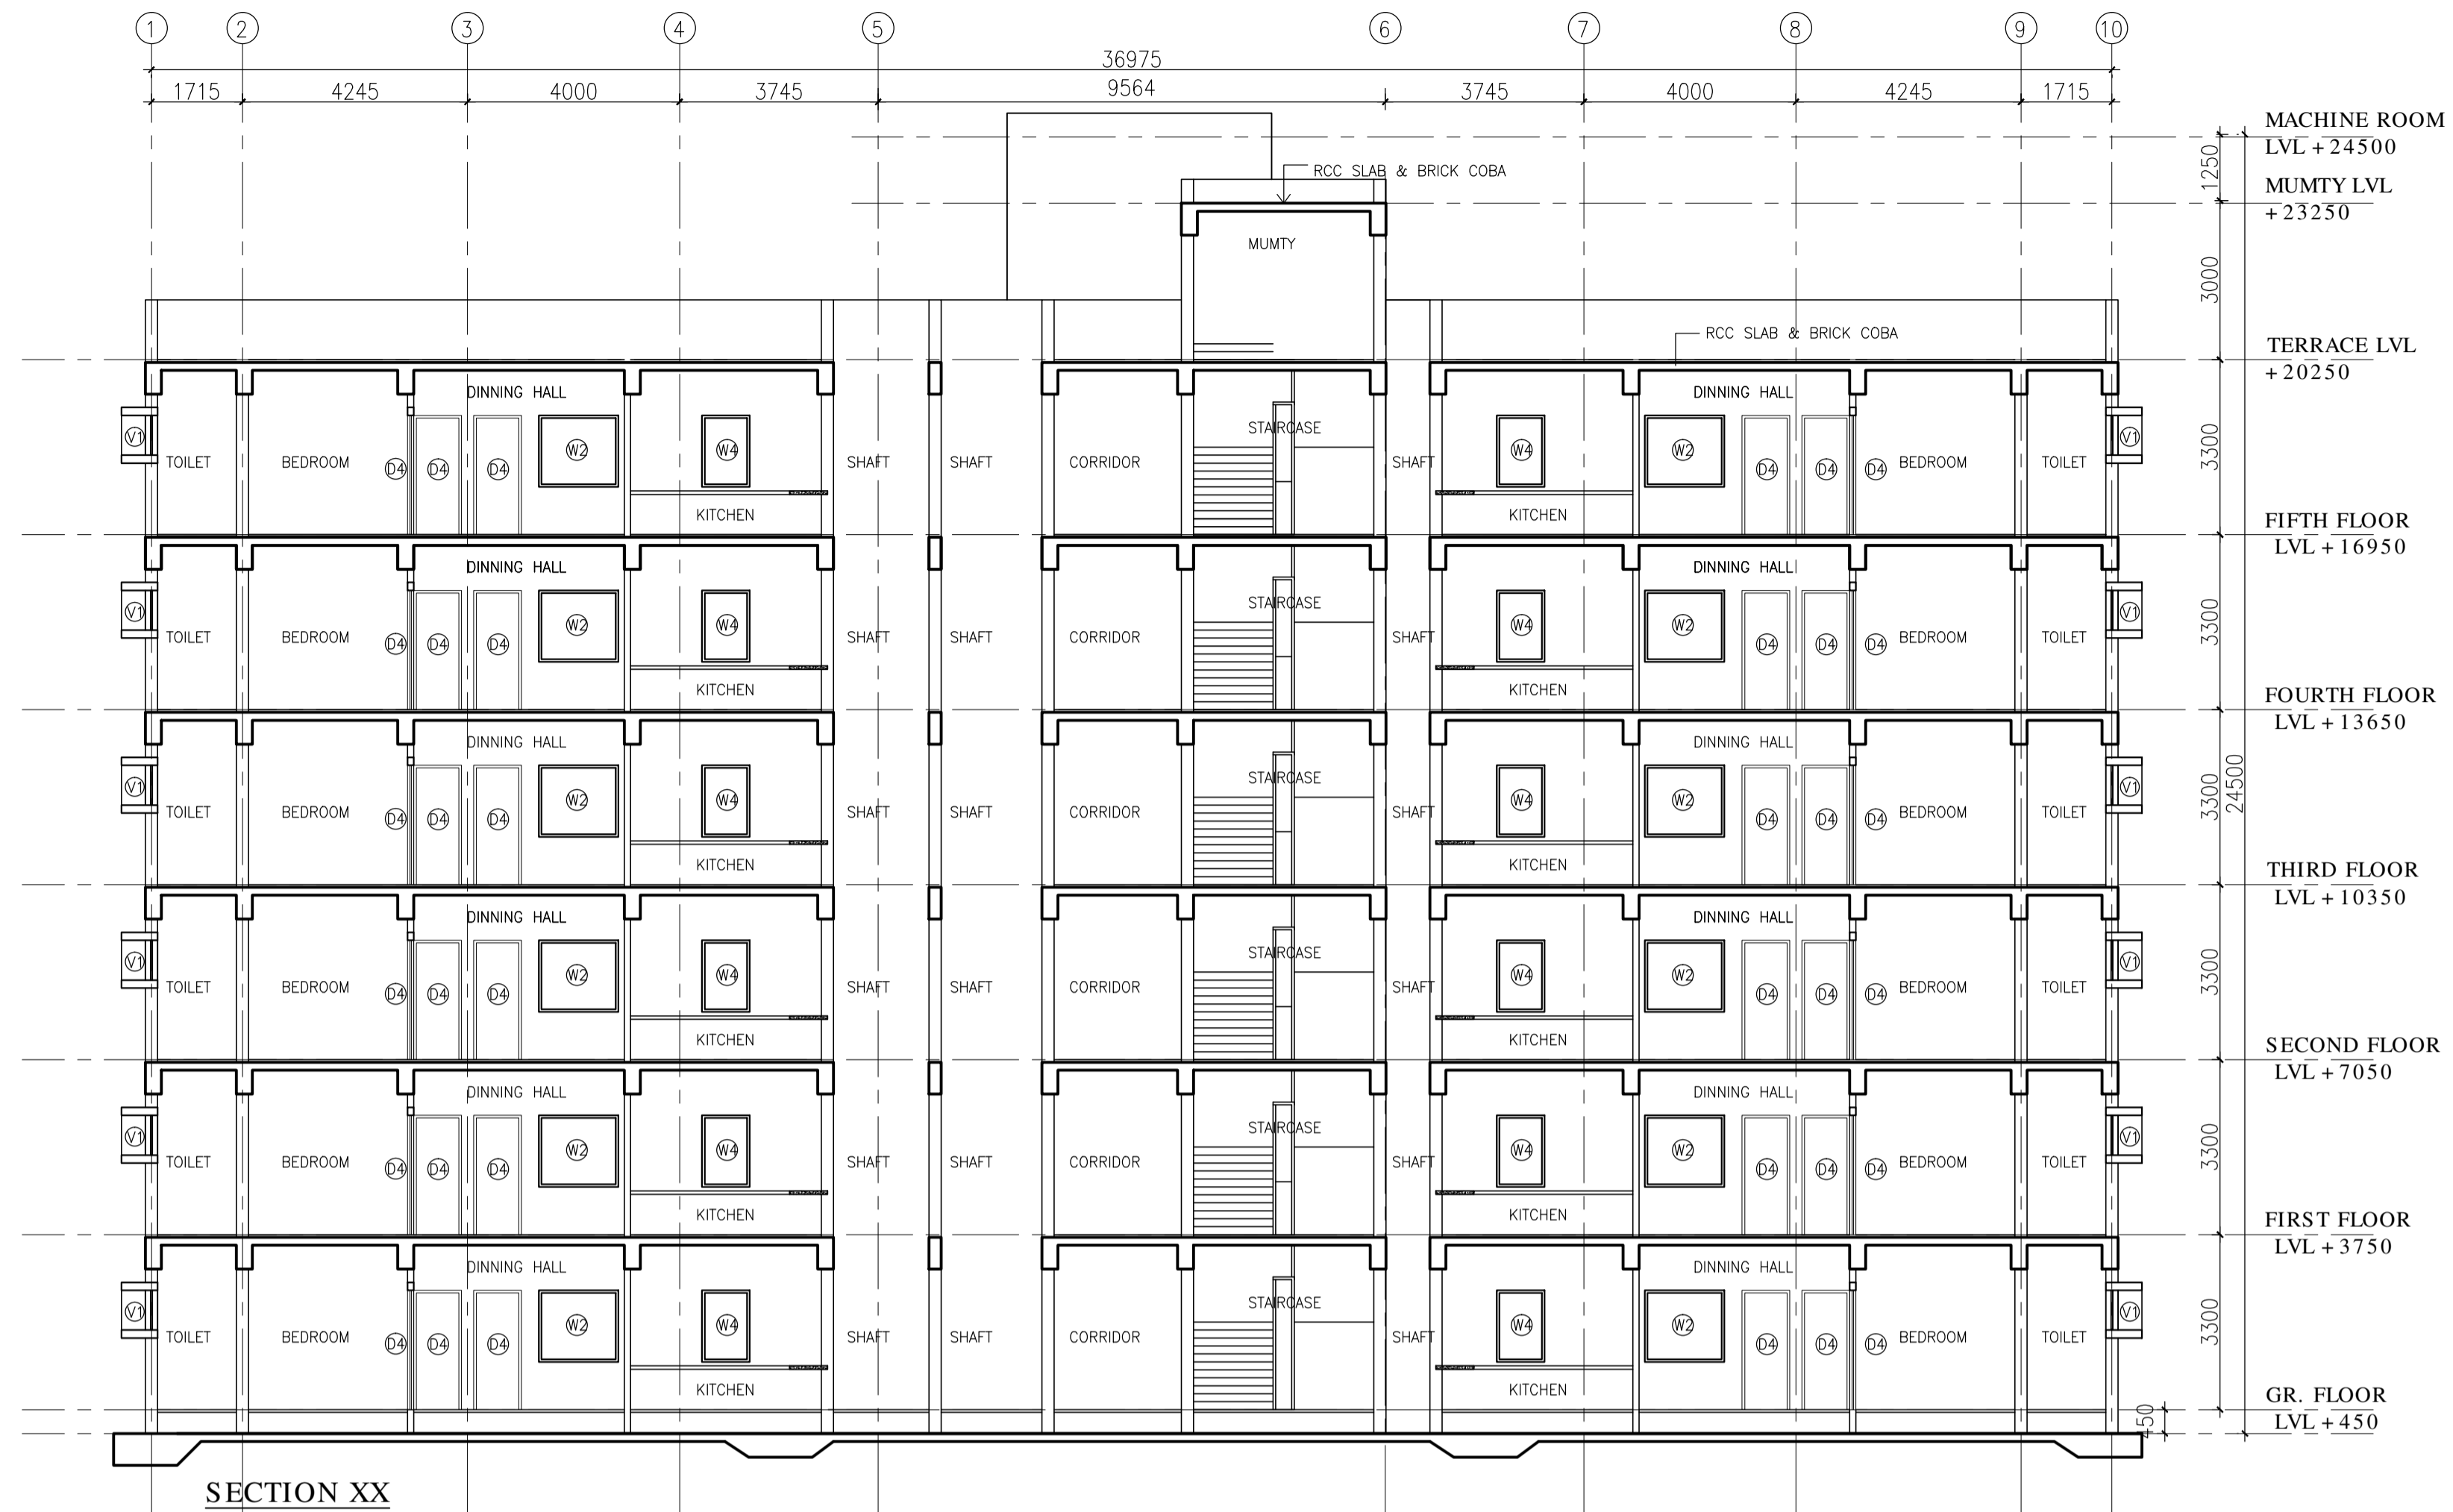 1 2 3 4 5 6 7 8 9 10
36975
1715 4245 4000 3745 9564 3745 4000 4245 1715
MACHINE ROOM
LVL +24500
1250
RCC SLAB & BRICK COBA
MUMTY LVL
+23250
MUMTY
3000
RCC SLAB & BRICK COBA
TERRACE LVL
+20250
DINNING HALL DINNING HALL
STAIRCASE
V1 W2 W4 W4 W2 V1
TOILET BEDROOM D4 D4 D4 SHAFT SHAFT CORRIDOR SHAFT D4 D4 D4 BEDROOM TOILET
3300
KITCHEN KITCHEN
FIFTH FLOOR
LVL +16950
DINNING HALL DINNING HALL
STAIRCASE
V1 W2 W4 W4 W2 V1
TOILET BEDROOM D4 D4 D4 SHAFT SHAFT CORRIDOR SHAFT D4 D4 D4 BEDROOM TOILET
3300
KITCHEN KITCHEN
FOURTH FLOOR
LVL +13650
DINNING HALL DINNING HALL
STAIRCASE
V1 W2 W4 W4 W2 V1
TOILET BEDROOM D4 D4 D4 SHAFT SHAFT CORRIDOR SHAFT D4 D4 D4 BEDROOM TOILET
3300 24500
KITCHEN KITCHEN
THIRD FLOOR
LVL +10350
DINNING HALL DINNING HALL
STAIRCASE
V1 W2 W4 W4 W2 V1
TOILET BEDROOM D4 D4 D4 SHAFT SHAFT CORRIDOR SHAFT D4 D4 D4 BEDROOM TOILET
3300
KITCHEN KITCHEN
SECOND FLOOR
LVL +7050
DINNING HALL DINNING HALL
STAIRCASE
V1 W2 W4 W4 W2 V1
TOILET BEDROOM D4 D4 D4 SHAFT SHAFT CORRIDOR SHAFT D4 D4 D4 BEDROOM TOILET
3300
KITCHEN KITCHEN
FIRST FLOOR
LVL +3750
DINNING HALL DINNING HALL
STAIRCASE
V1 W2 W4 W4 W2 V1
TOILET BEDROOM D4 D4 D4 SHAFT SHAFT CORRIDOR SHAFT D4 D4 D4 BEDROOM TOILET
3300
KITCHEN KITCHEN
GR. FLOOR
LVL +450
450
SECTION XX